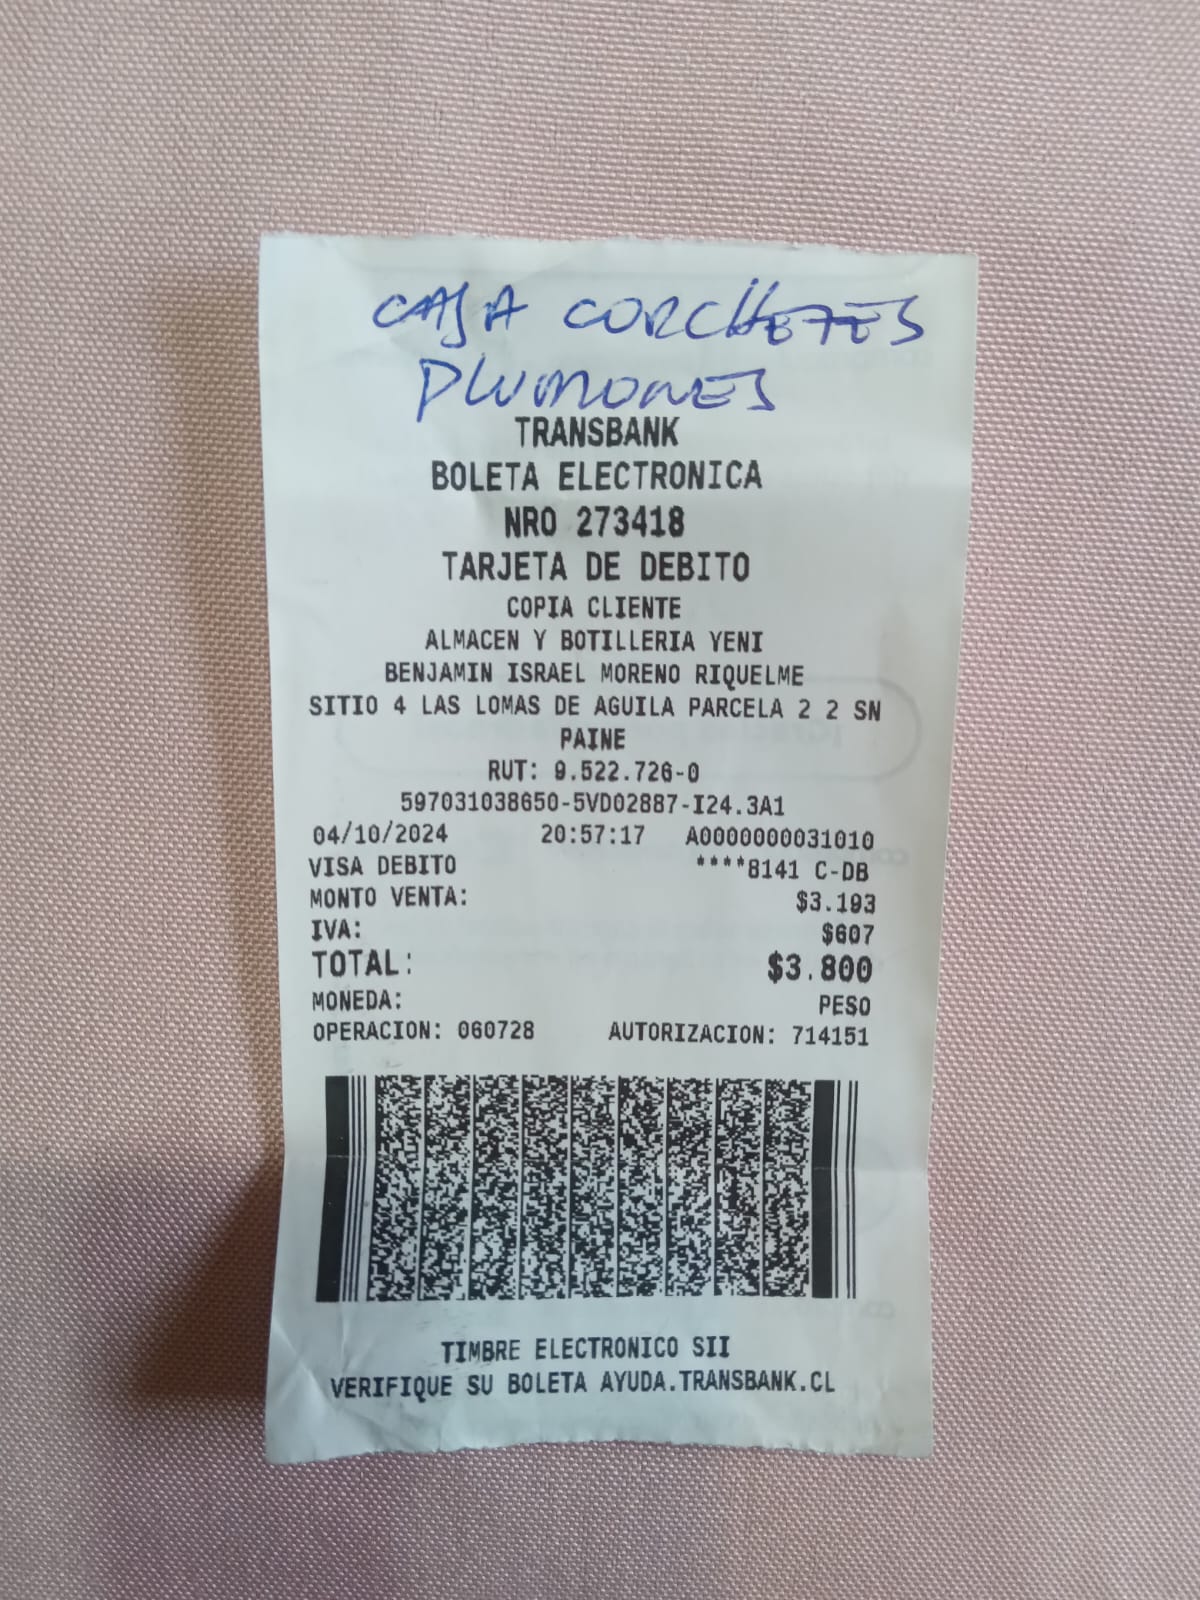 CAJA CORCHETES
PLUMONES
TRANSBANK
BOLETA ELECTRONICA
NRO 273418
TARJETA DE DEBITO
COPIA CLIENTE
ALMACEN Y BOTILLERIA YENI
BENJAMIN ISRAEL MORENO RIQUELME
SITIO 4 LAS LOMAS DE AGUILA PARCELA 2 2 SN
PAINE
RUT: 9.522.726-0
597031038650-5VD02887-I24.3A1
04/10/2024 20:57:17 A0000000031010
VISA DEBITO ****8141 C-DB
MONTO VENTA: $3.193
IVA: $607
TOTAL: $3.800
MONEDA: PESO
OPERACION: 060728 AUTORIZACION: 714151
TIMBRE ELECTRONICO SII
VERIFIQUE SU BOLETA AYUDA.TRANSBANK.CL